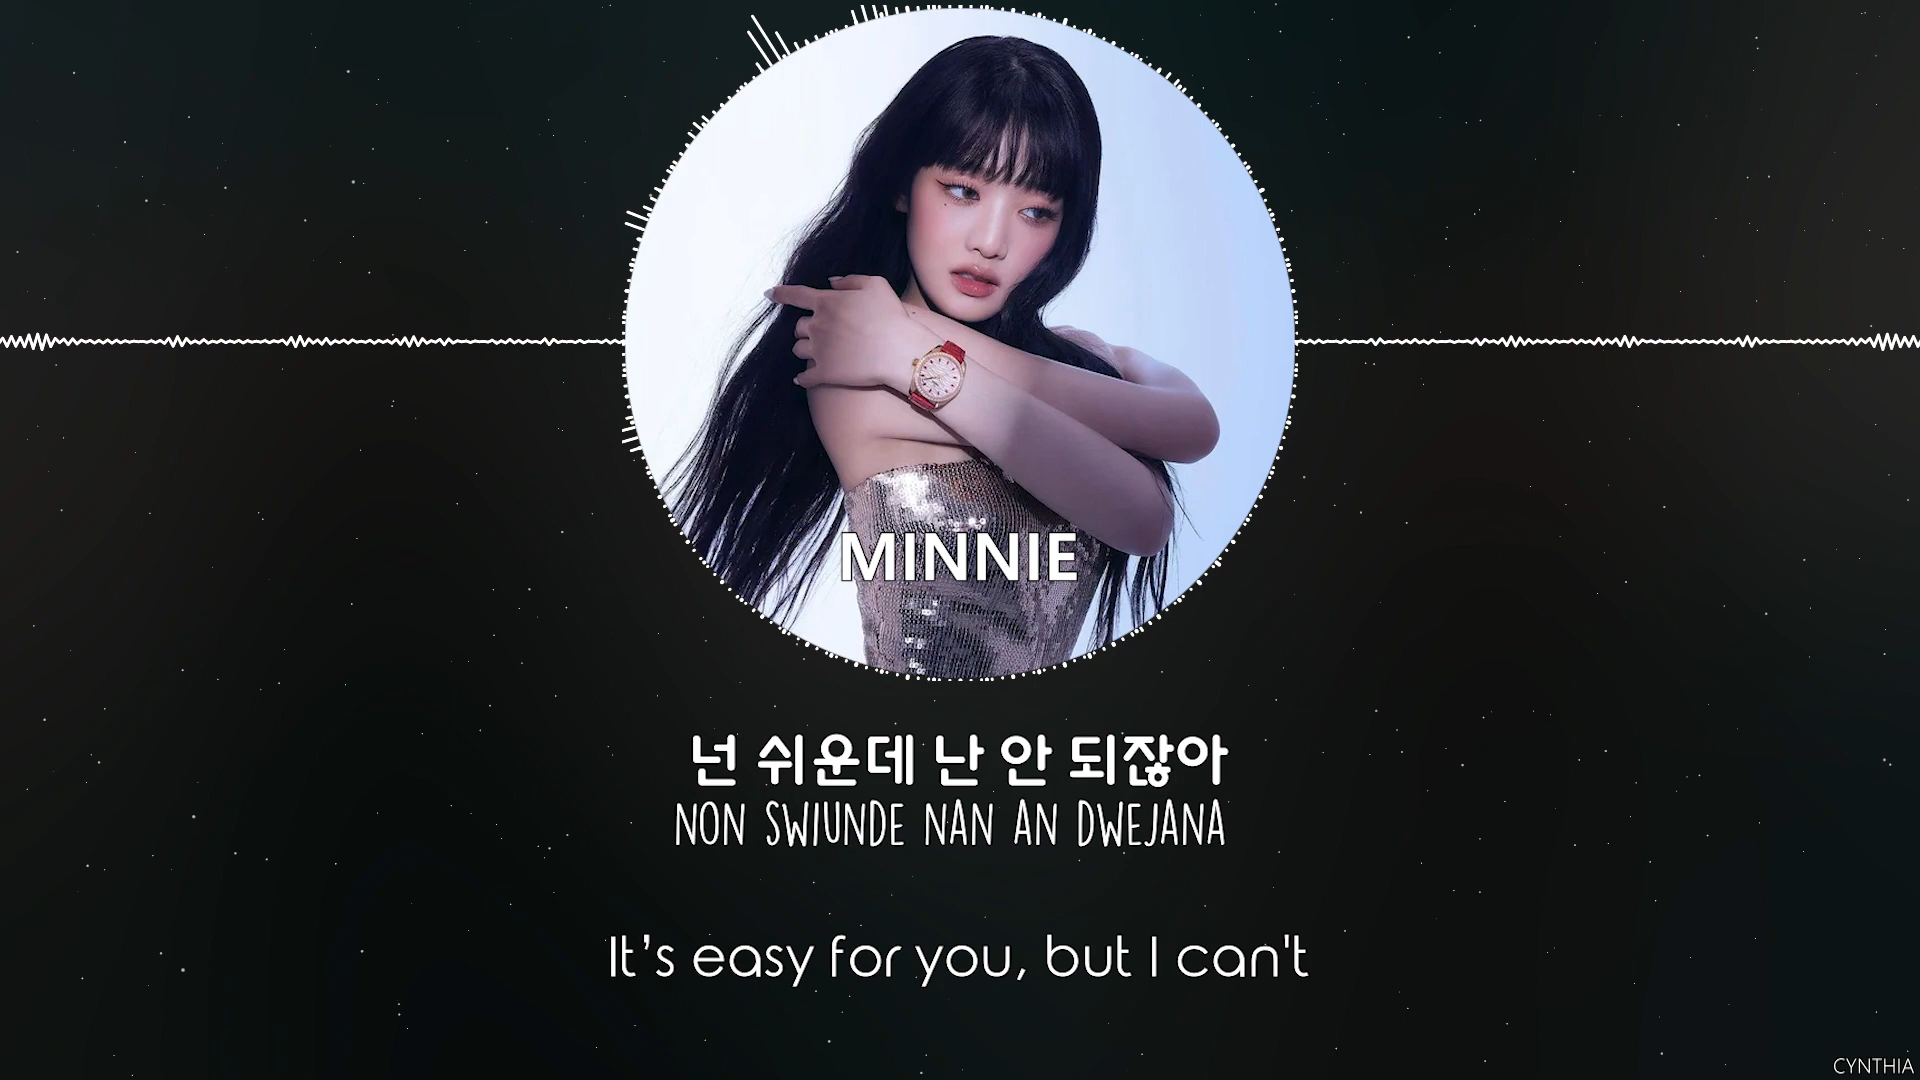 MINNIE
넌 쉬운데 난 안 되잖아
NON SWIUNDE NAN AN DWEJANA
It’s easy for you, but I can't
CYNTHIA